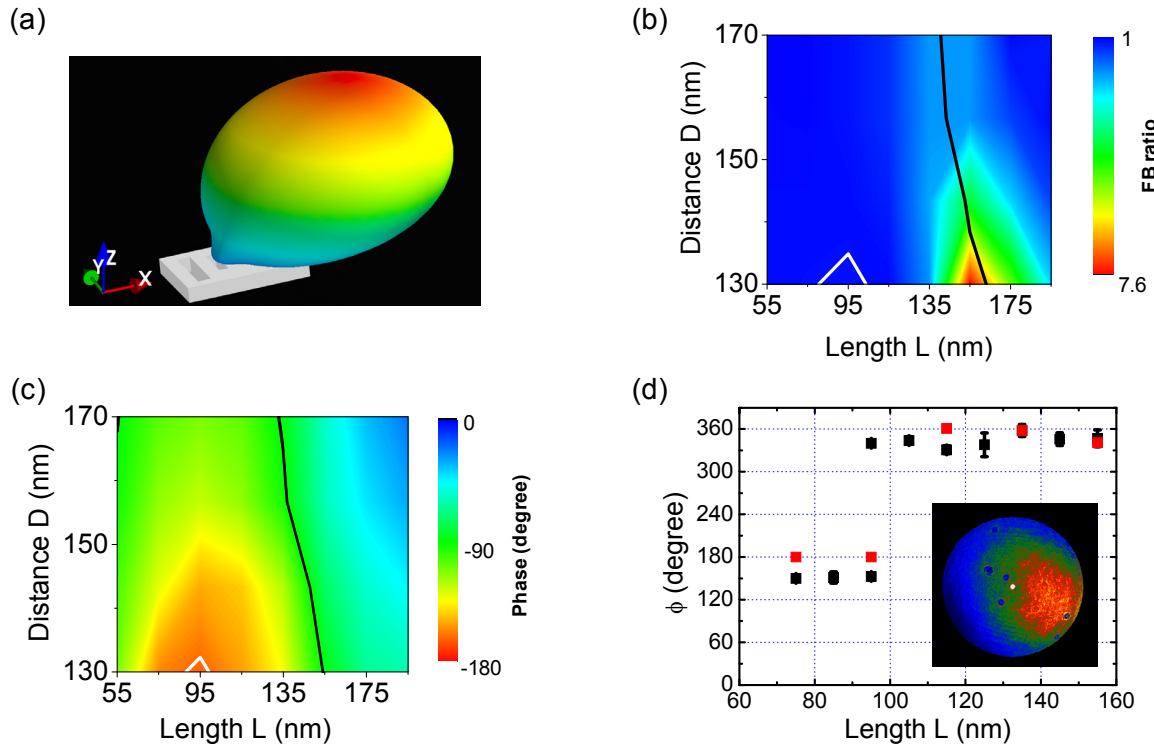 (a)
Z
Y
X
(b)
170
150
130
Distance D (nm)
55
95
135
175
Length L (nm)
1
7.6
FB ratio
(c)
170
150
130
Distance D (nm)
55
95
135
175
Length L (nm)
0
-90
-180
Phase (degree)
(d)
360
300
240
180
120
60
0
ϕ (degree)
60
80
100
120
140
160
Length L (nm)